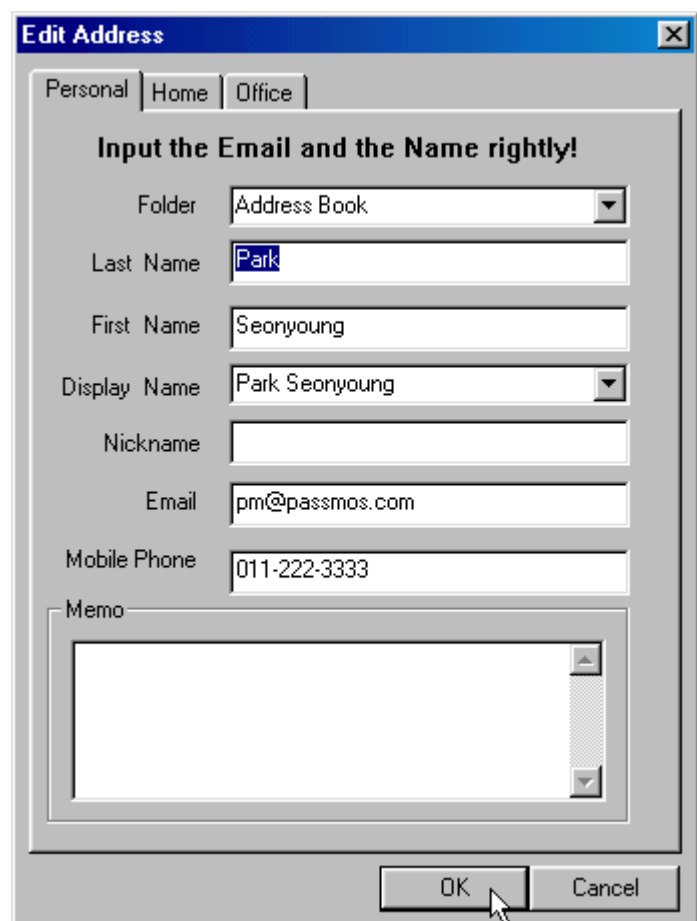 Edit Address
Personal Home Office
Input the Email and the Name rightly!
Folder Address Book
Last Name Park
First Name Seonyoung
Display Name Park Seonyoung
Nickname
Email pm@passmos.com
Mobile Phone 011-222-3333
Memo
OK Cancel